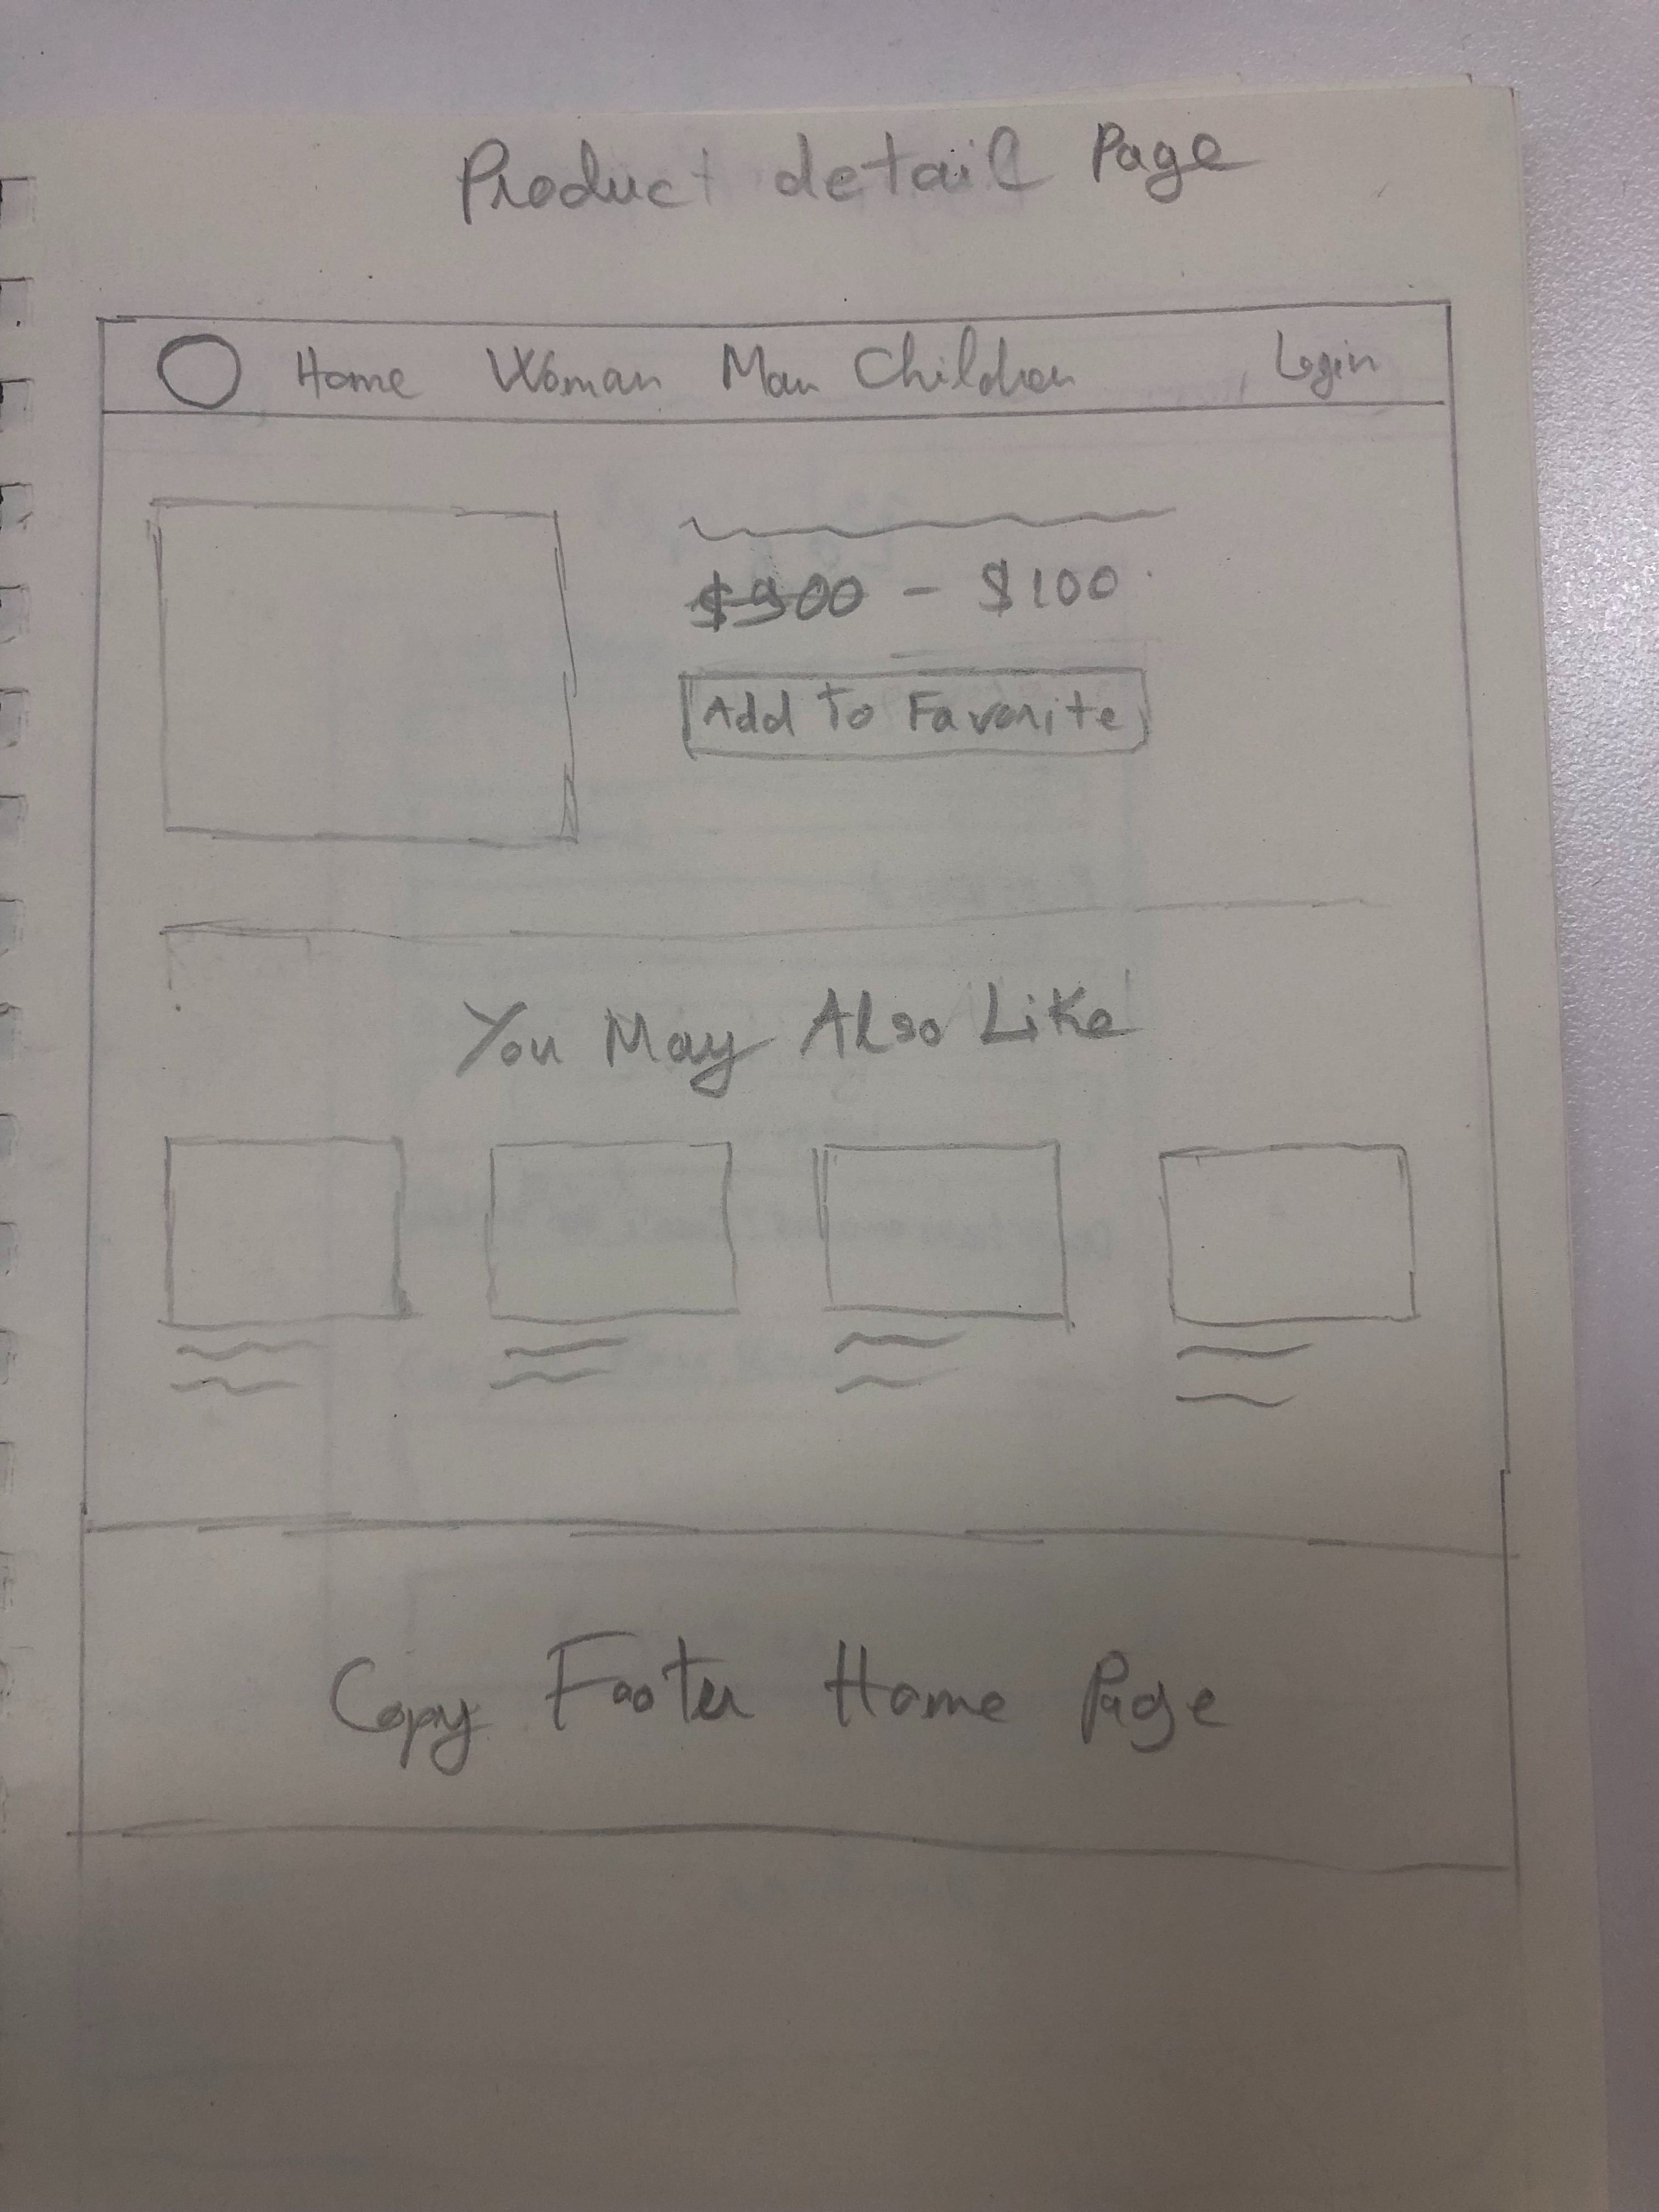 Product detail Page
Home Woman Man Children Login
- $100
Add To Favorite
You May Also Like
Copy Footer Home Page